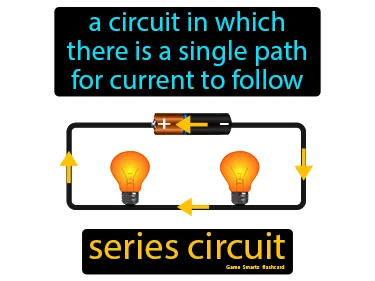 a circuit in which
there is a single path
for current to follow
+ −
series circuit
Game Smartz flashcard